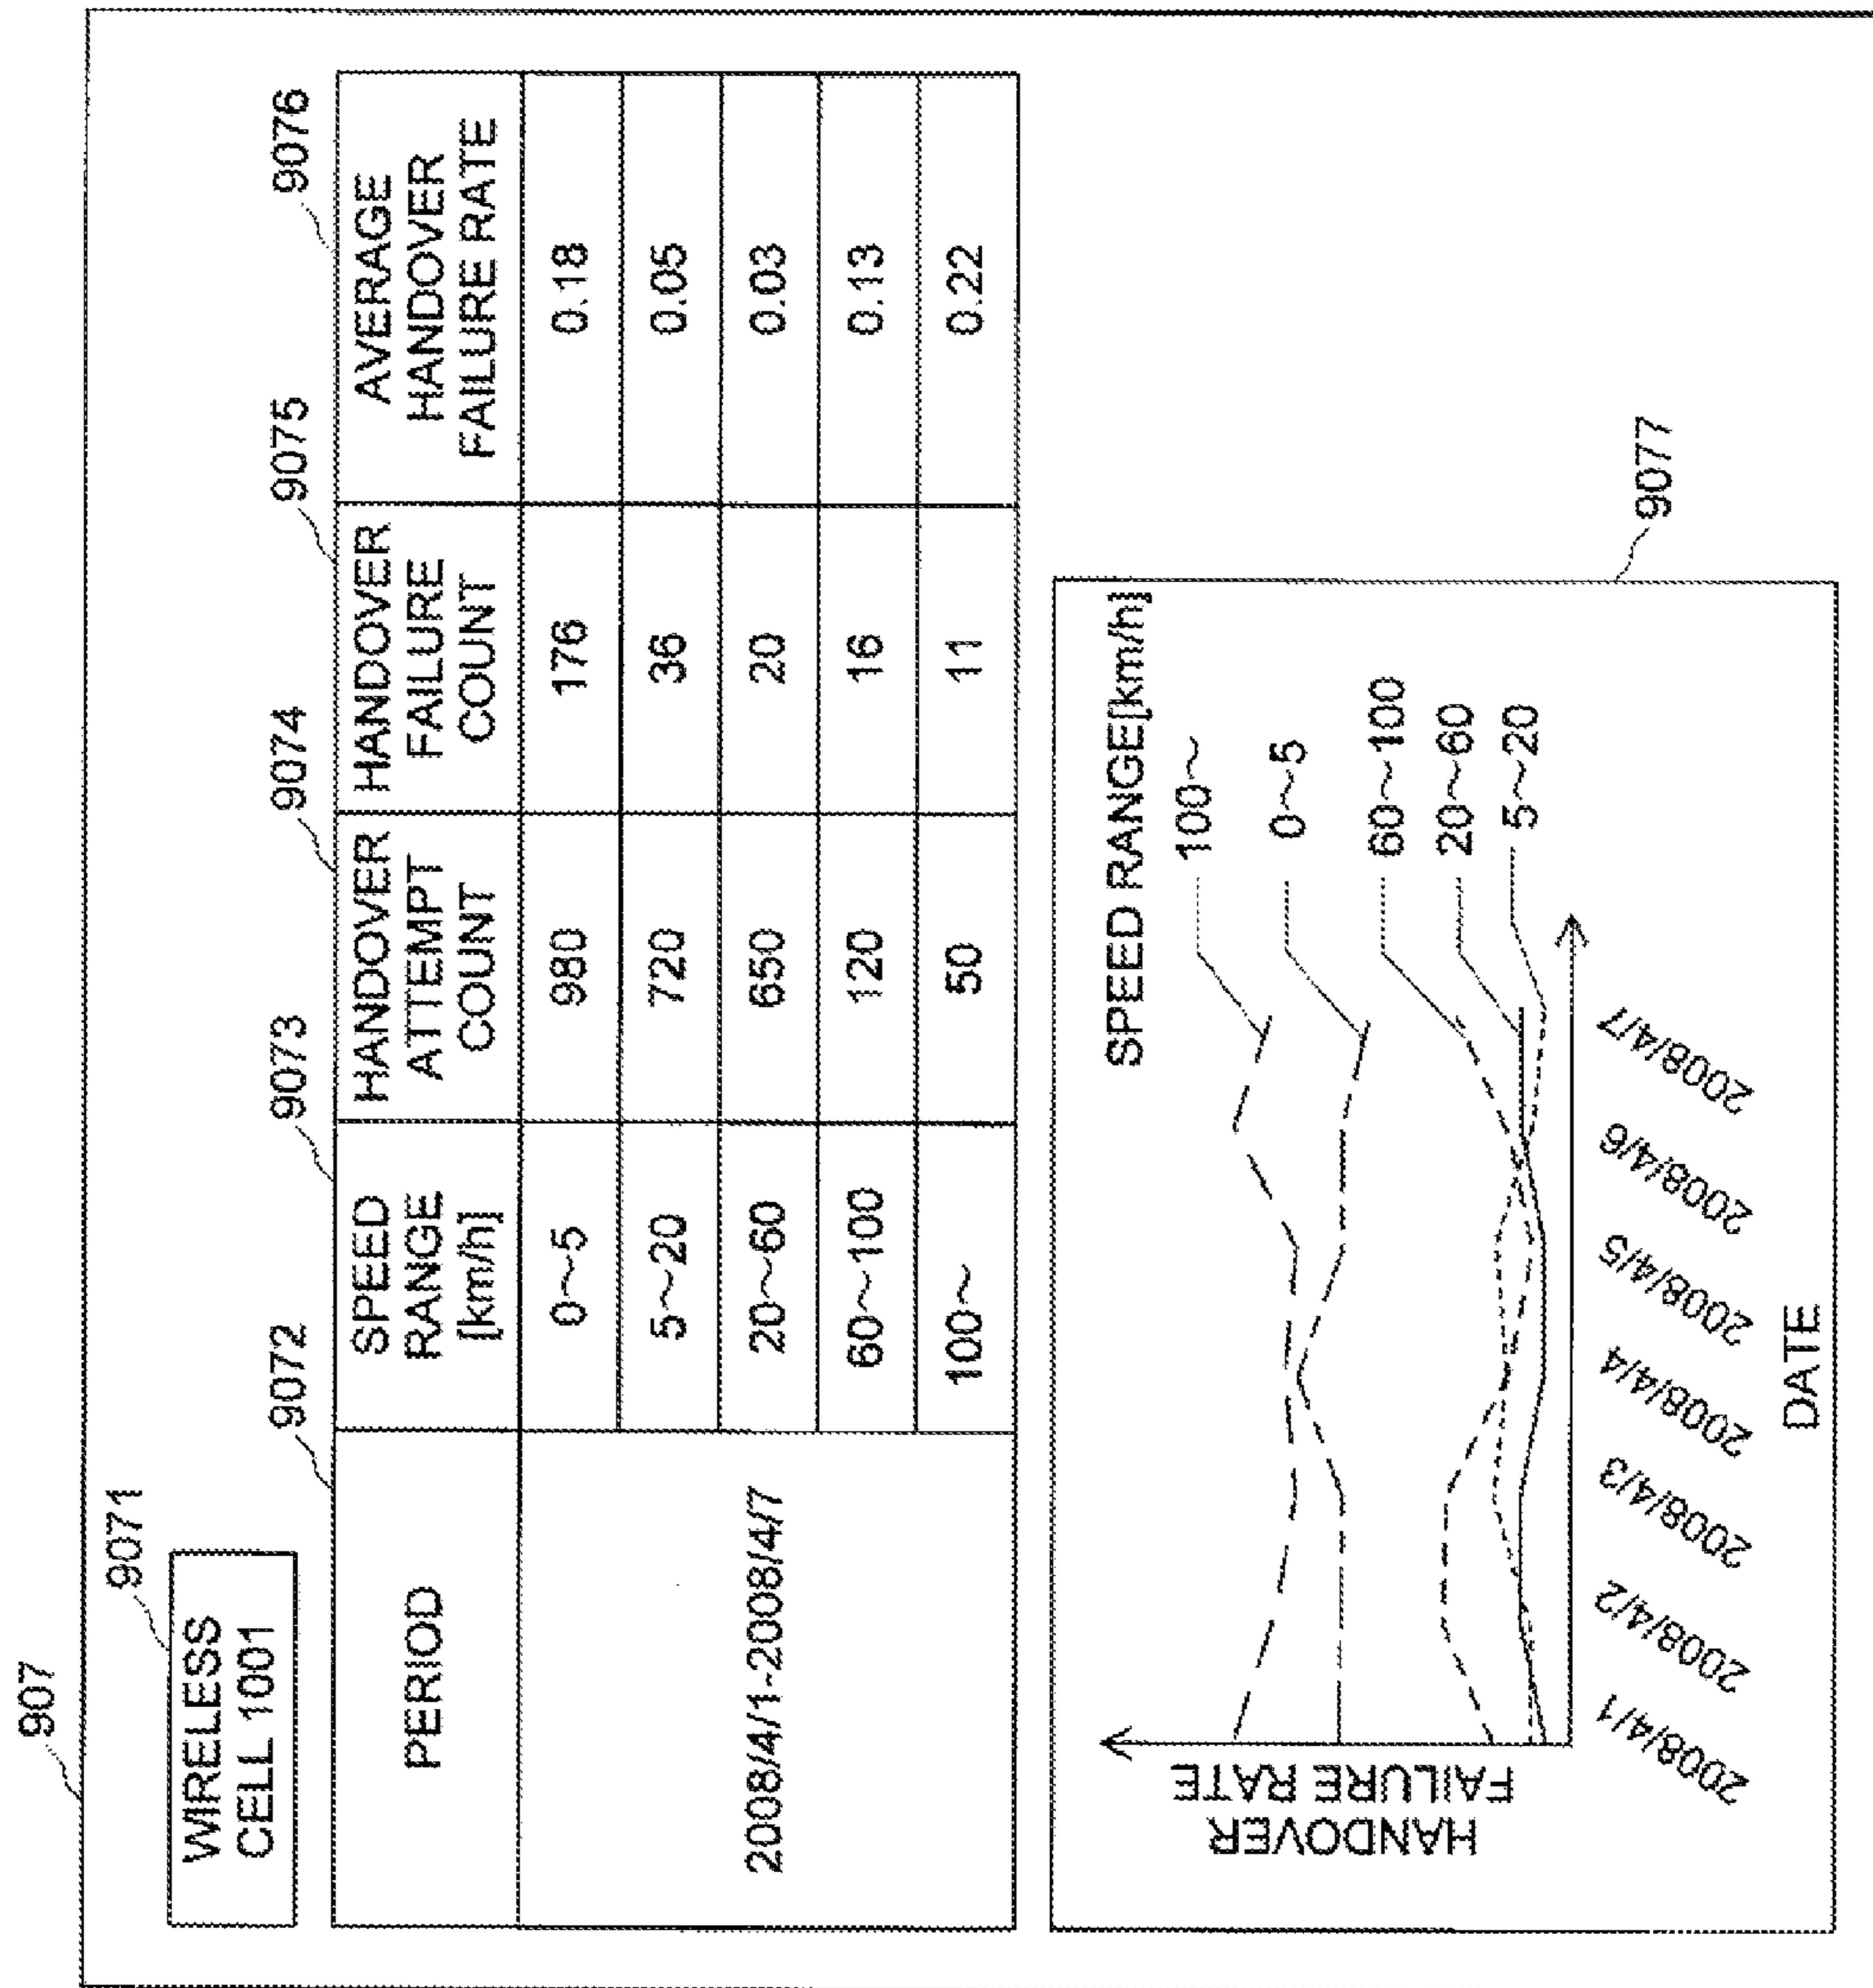 907
9071
WIRELESS
CELL 1001
9072
9073
9074
9075
9076
PERIOD
SPEED
RANGE
[km/h]
HANDOVER
ATTEMPT
COUNT
HANDOVER
FAILURE
COUNT
AVERAGE
HANDOVER
FAILURE RATE
2008/4/1-2008/4/7
0~5
980
176
0.18
5~20
720
36
0.05
20~60
650
20
0.03
60~100
120
16
0.13
100~
50
11
0.22
HANDOVER
FAILURE RATE
SPEED RANGE[km/h]
100~
0~5
60~100
20~60
5~20
2008/4/1
2008/4/2
2008/4/3
2008/4/4
2008/4/5
2008/4/6
2008/4/7
DATE
9077